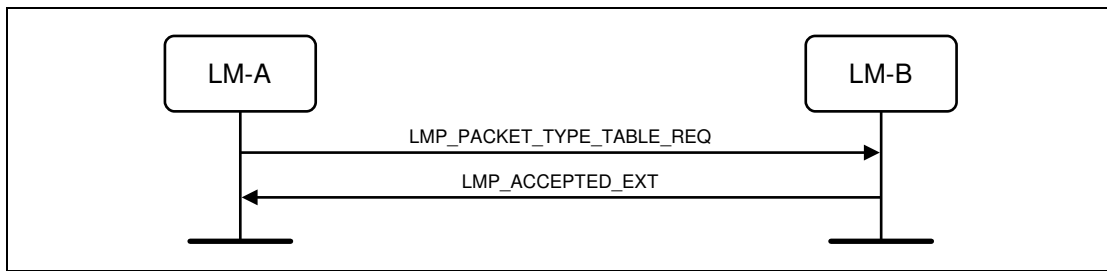 LM-A
LM-B
LMP_PACKET_TYPE_TABLE_REQ
LMP_ACCEPTED_EXT